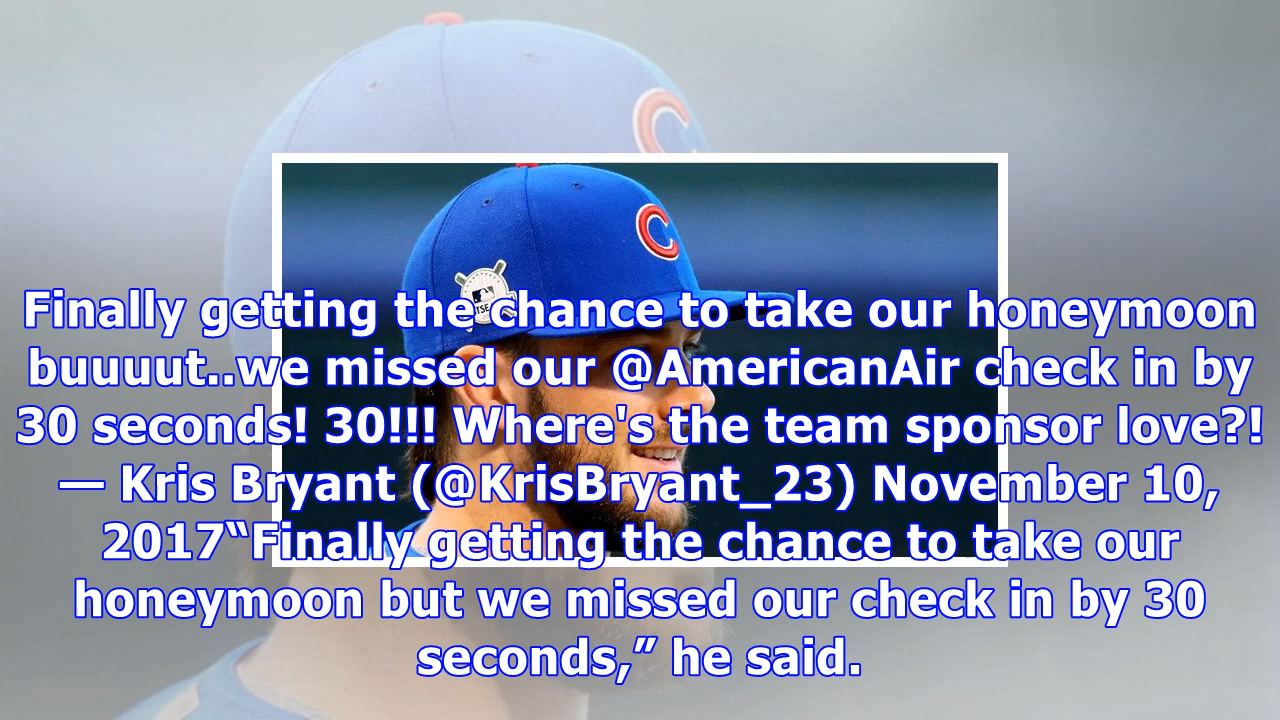 Finally getting the chance to take our honeymoon
buuuut..we missed our @AmericanAir check in by
30 seconds! 30!!! Where's the team sponsor love?!
— Kris Bryant (@KrisBryant_23) November 10,
2017“Finally getting the chance to take our
honeymoon but we missed our check in by 30
seconds,” he said.
C
C